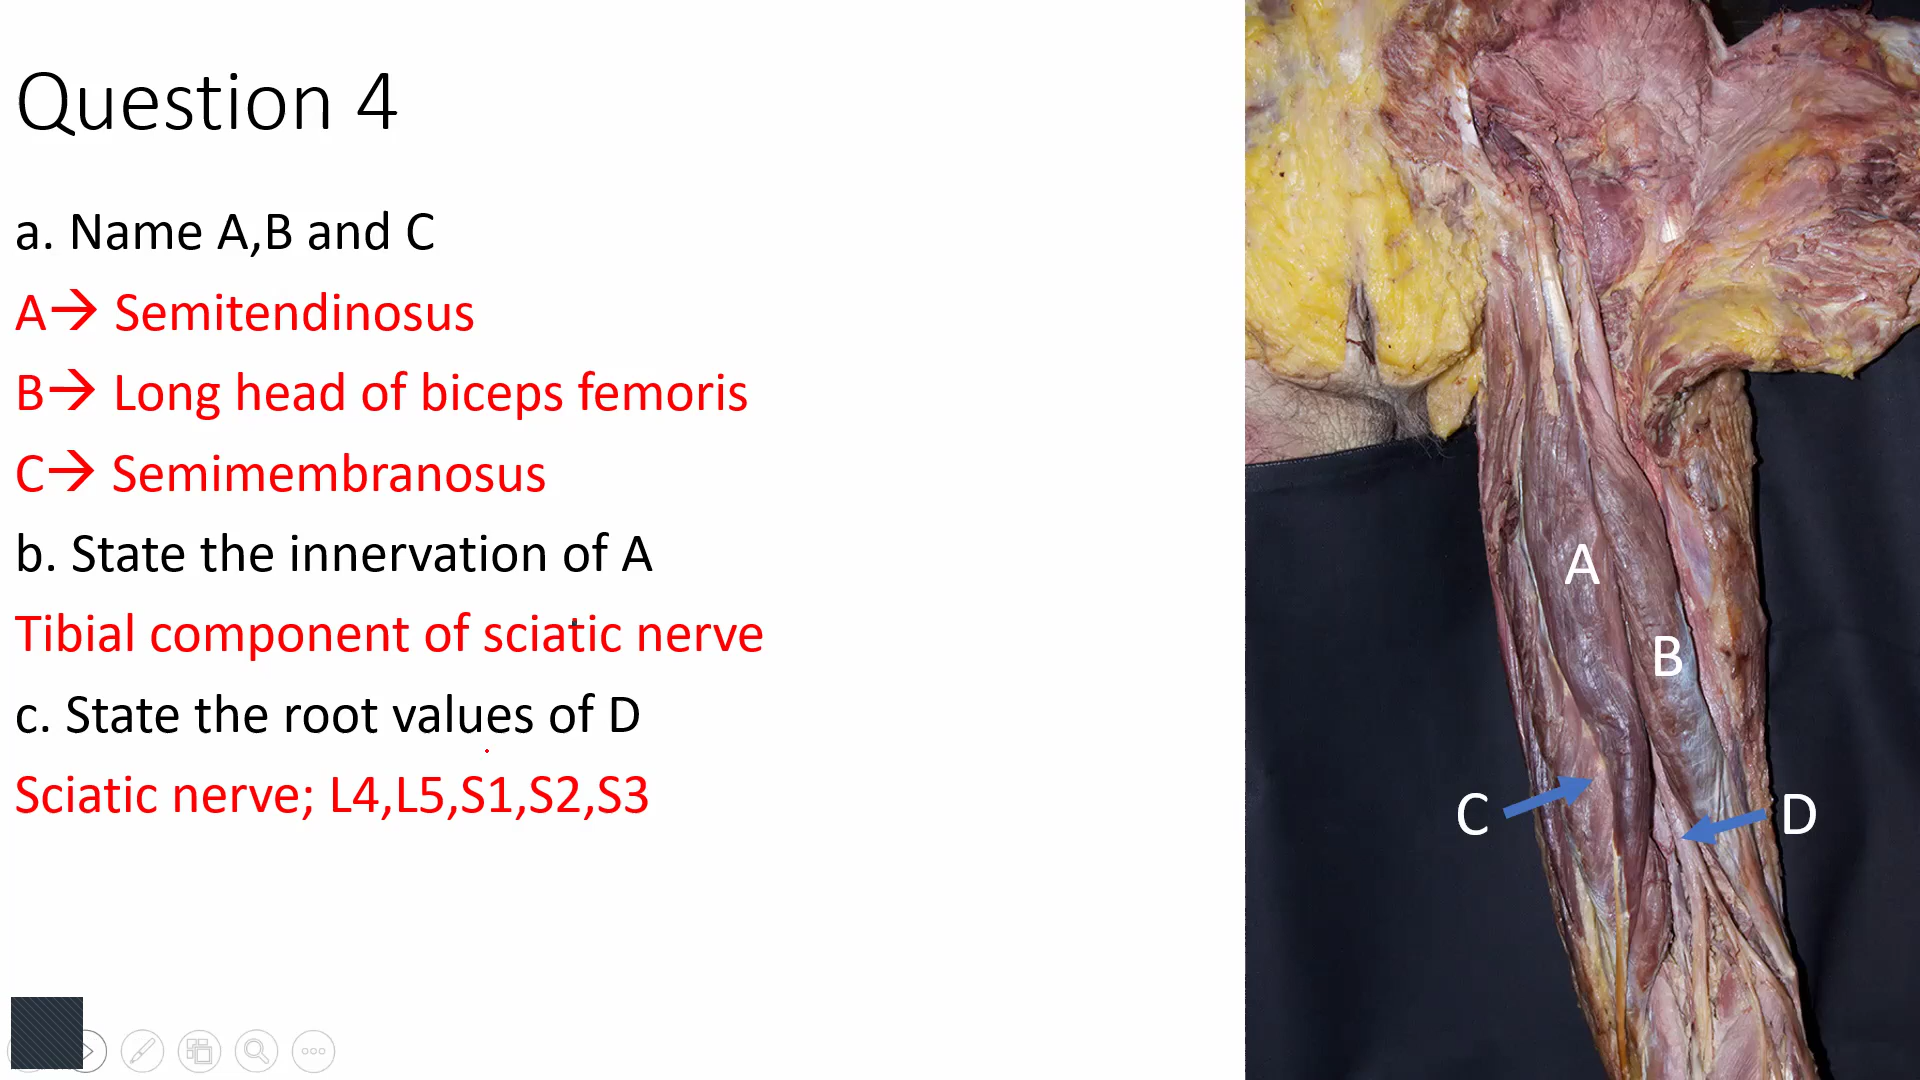 Question 4
a. Name A,B and C
A→ Semitendinosus
B→ Long head of biceps femoris
C→ Semimembranosus
b. State the innervation of A
Tibial component of sciatic nerve
c. State the root values of D
Sciatic nerve; L4,L5,S1,S2,S3
A
B
C
D